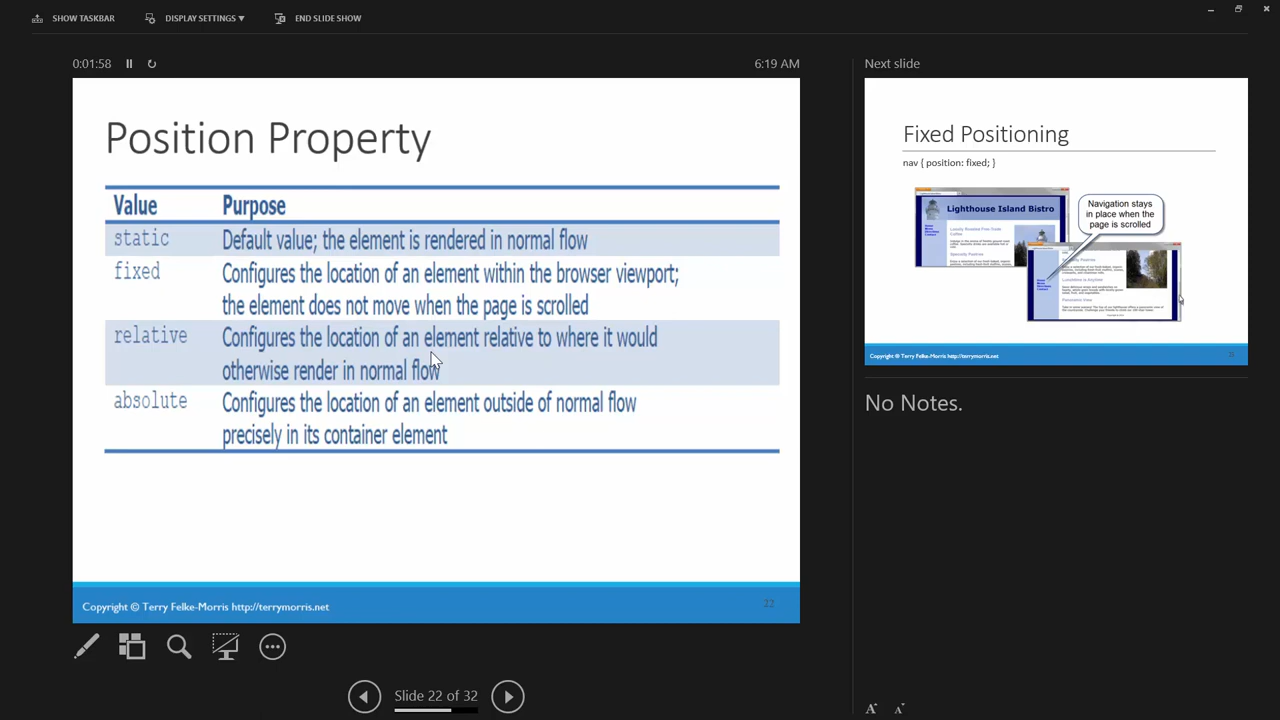 SHOW TASKBAR
DISPLAY SETTINGS ▼
END SLIDE SHOW
0:01:58
6:19 AM
Position Property
Value Purpose
static Default value; the element is rendered in normal flow
fixed Configures the location of an element within the browser viewport;
the element does not move when the page is scrolled
relative Configures the location of an element relative to where it would
otherwise render in normal flow
absolute Configures the location of an element outside of normal flow
precisely in its container element
Copyright © Terry Felke-Morris http://terrymorris.net
22
Slide 22 of 32
Next slide
Fixed Positioning
nav { position: fixed; }
Lighthouse Island Bistro
Navigation stays
in place when the
page is scrolled
Copyright © Terry Felke-Morris http://terrymorris.net
No Notes.
A A